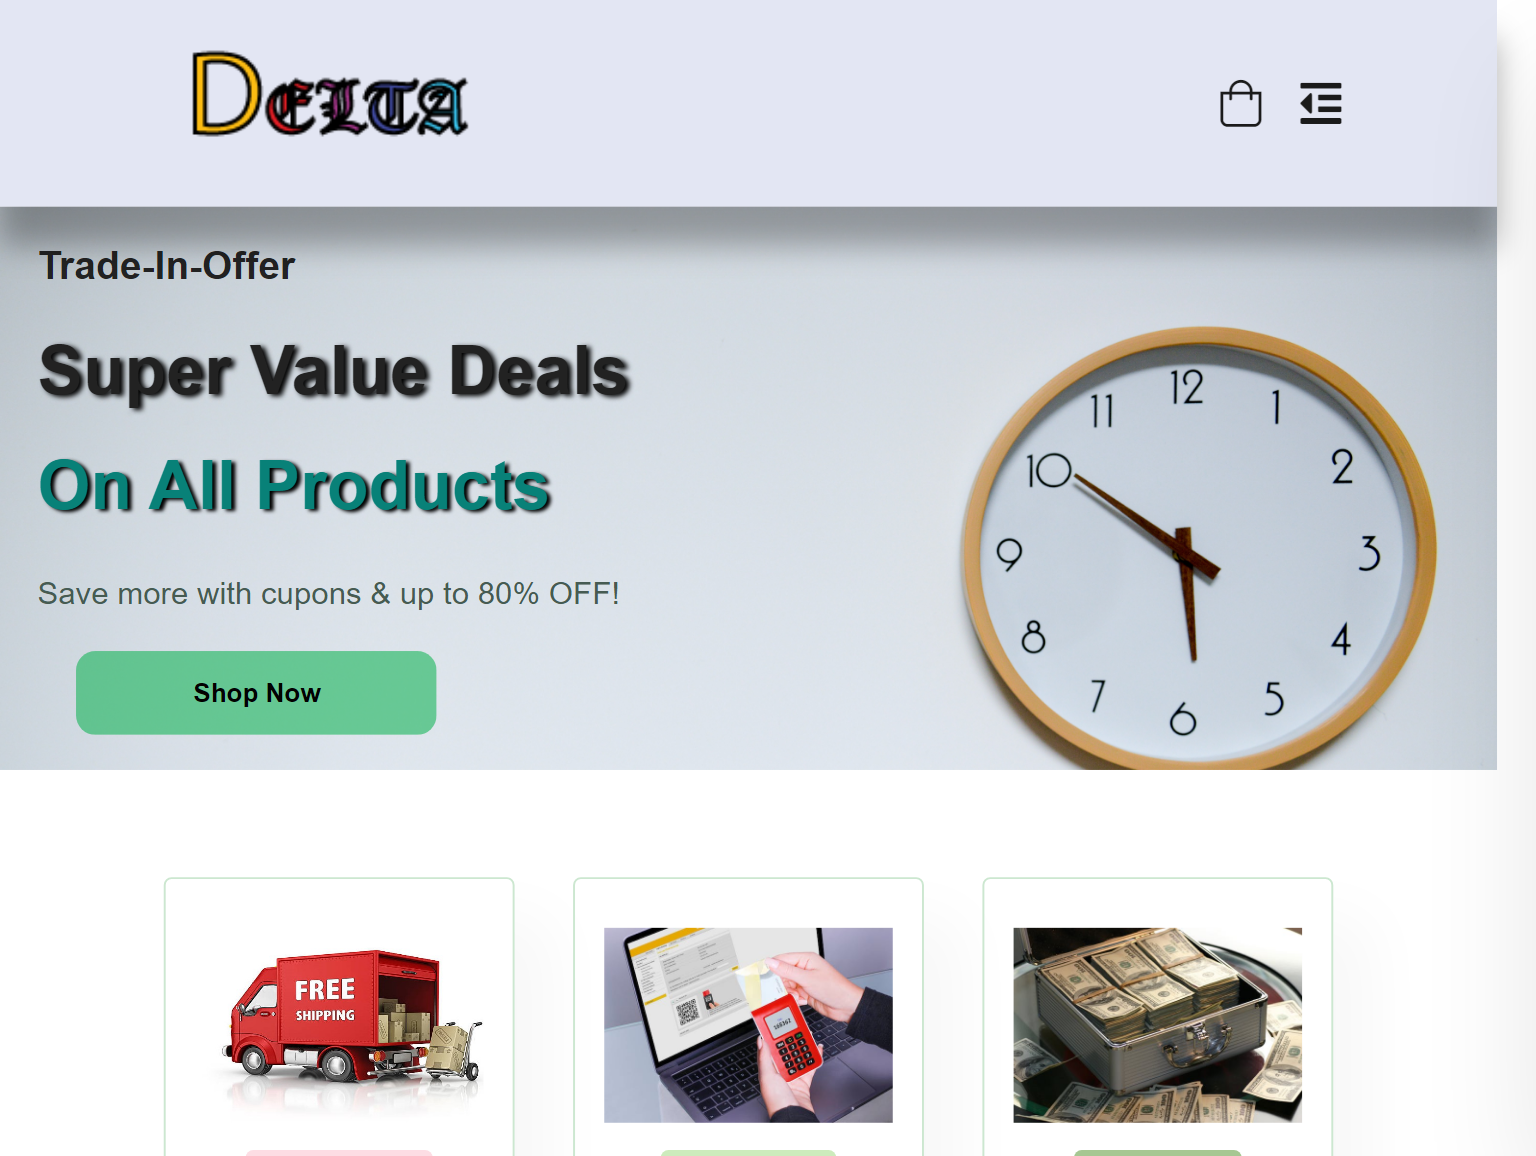 DELTA
Trade-In-Offer
Super Value Deals
On All Products
Save more with cupons & up to 80% OFF!
Shop Now
12
1
2
3
4
5
6
7
8
9
10
11
FREE
SHIPPING